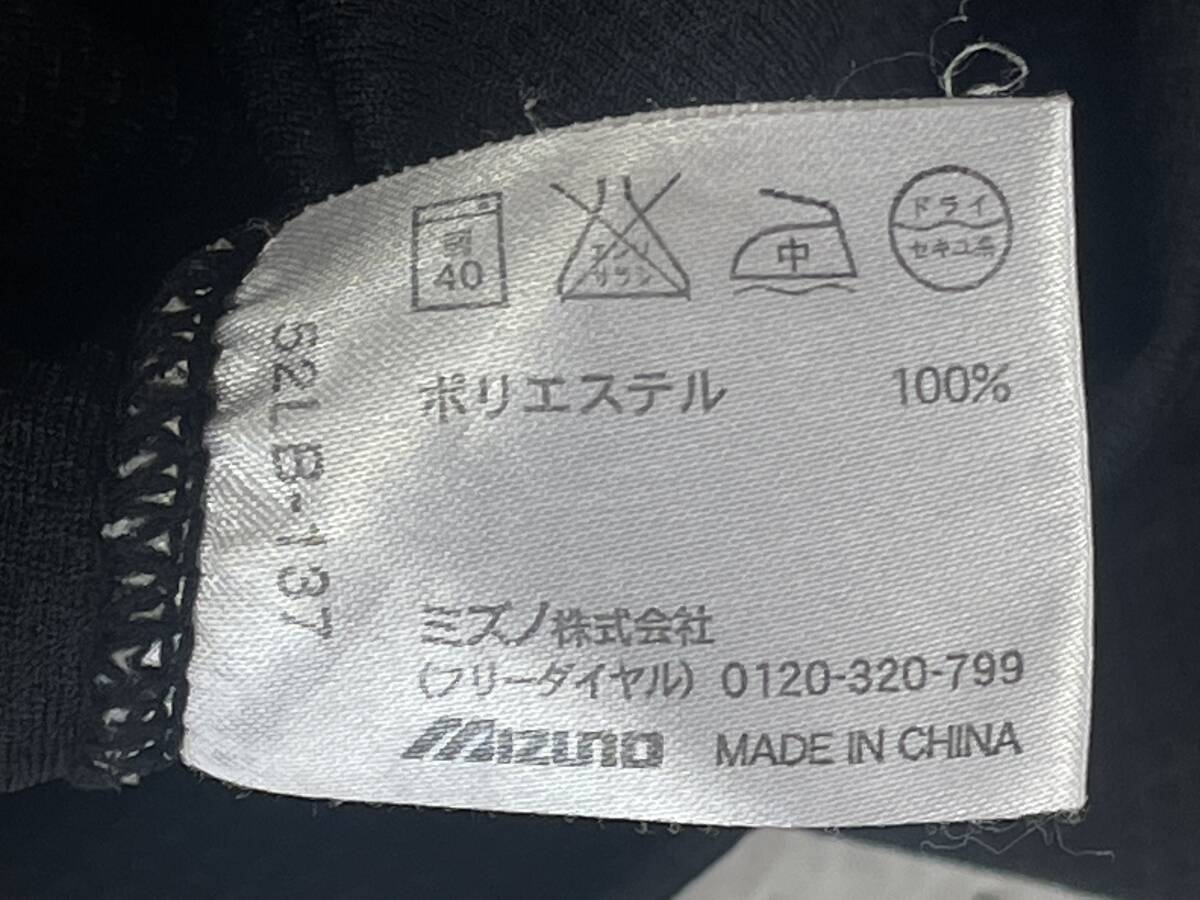 40
エンソ
サラシ
中
ドライ
セキユ系
ポリエステル 100%
52LB-137
ミズノ株式会社
(フリーダイヤル) 0120-320-799
Mizuno MADE IN CHINA